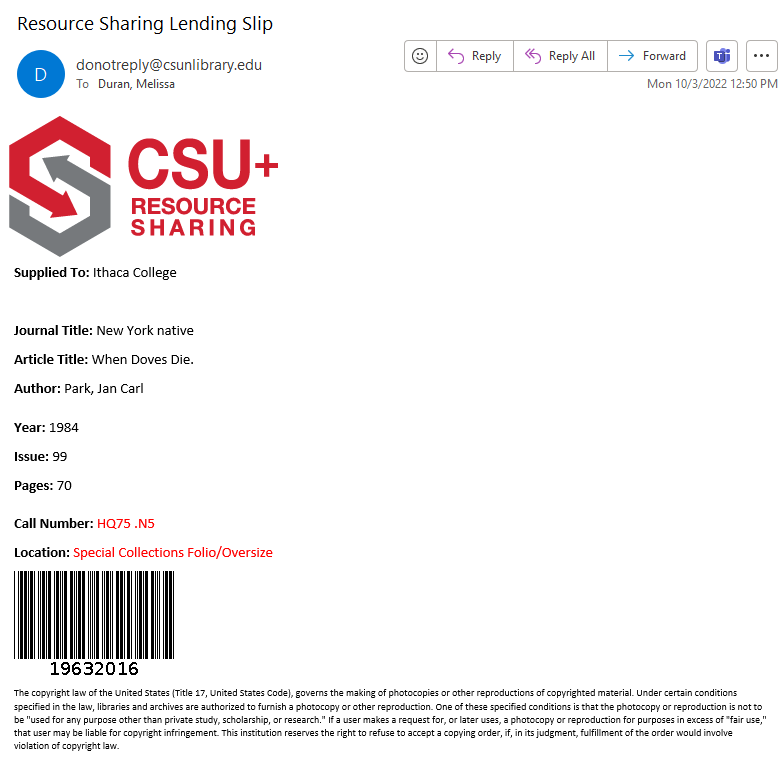 Resource Sharing Lending Slip
D
donotreply@csunlibrary.edu
To Duran, Melissa
Reply
Reply All
Forward
Mon 10/3/2022 12:50 PM
CSU+
RESOURCE
SHARING
Supplied To: Ithaca College
Journal Title: New York native
Article Title: When Doves Die.
Author: Park, Jan Carl
Year: 1984
Issue: 99
Pages: 70
Call Number: HQ75 .N5
Location: Special Collections Folio/Oversize
19632016
The copyright law of the United States (Title 17, United States Code), governs the making of photocopies or other reproductions of copyrighted material. Under certain conditions
specified in the law, libraries and archives are authorized to furnish a photocopy or other reproduction. One of these specified conditions is that the photocopy or reproduction is not to
be "used for any purpose other than private study, scholarship, or research." If a user makes a request for, or later uses, a photocopy or reproduction for purposes in excess of "fair use,"
that user may be liable for copyright infringement. This institution reserves the right to refuse to accept a copying order, if, in its judgment, fulfillment of the order would involve
violation of copyright law.